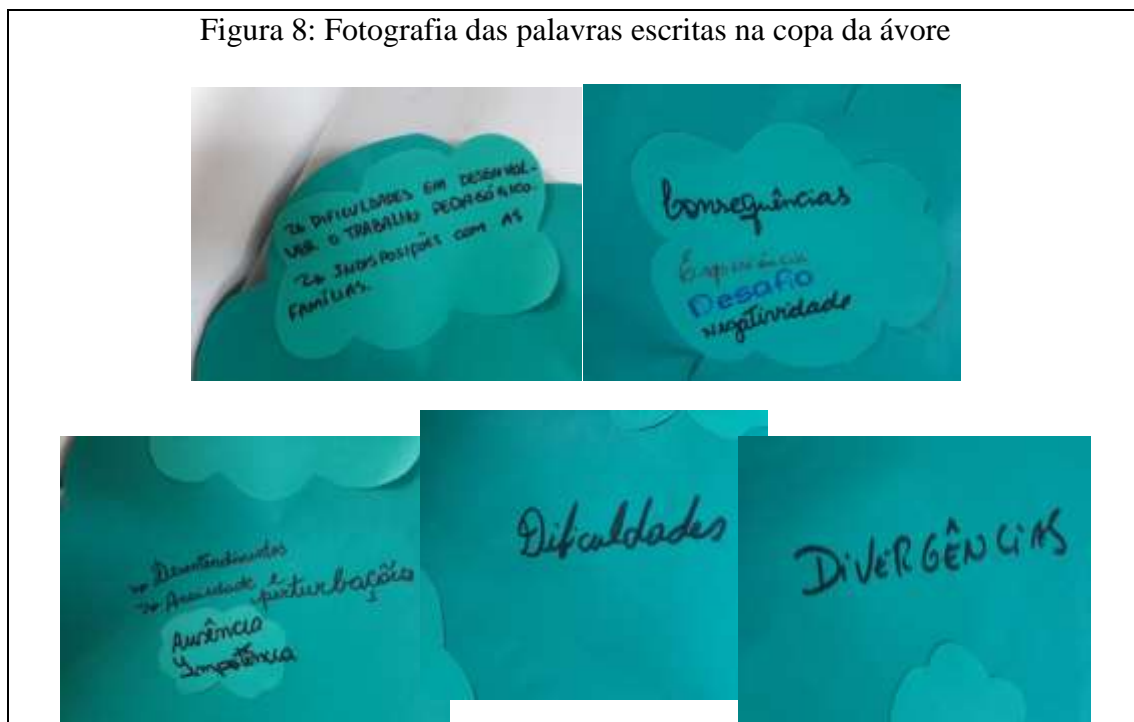 Figura 8: Fotografia das palavras escritas na copa da ávore
DIFICULDADES EM DESENVOL-
VER O TRABALHO PEDAGÓGICO.
INDISPOSIÇÕES COM AS
FAMÍLIAS.
Consequências
Desafio
Negatividade
Desentendimentos
Ansiedade e perturbação
Ausência
Impotência
Dificuldades
DIVERGÊNCIAS